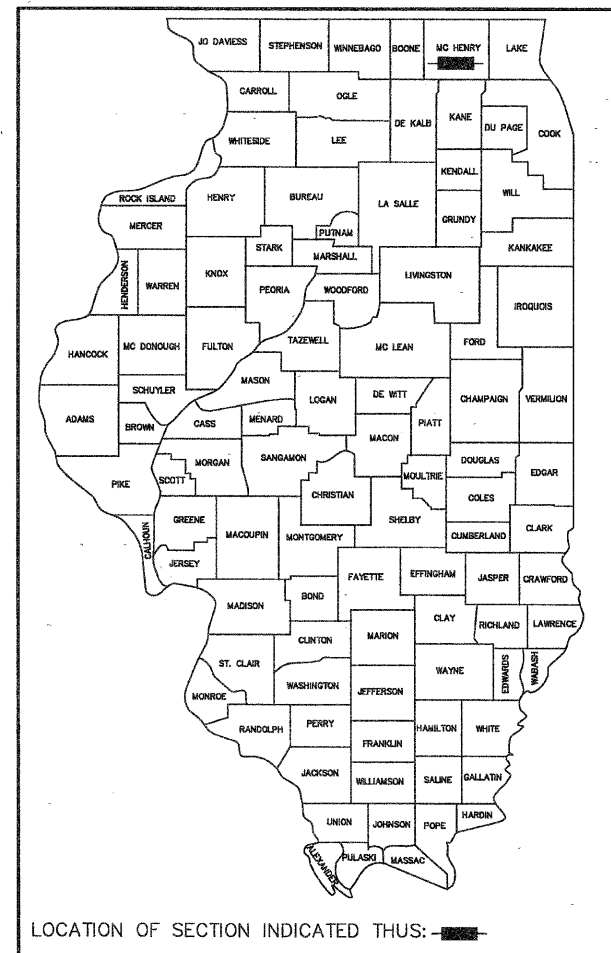 JO DAVIESS STEPHENSON WINNEBAGO BOONE MC HENRY LAKE
CARROLL OGLE DE KALB KANE DU PAGE COOK
WHITESIDE LEE
ROCK ISLAND HENRY BUREAU LA SALLE KENDALL WILL
MERCER PUTNAM GRUNDY
STARK MARSHALL KANKAKEE
HENDERSON WARREN KNOX PEORIA WOODFORD LIVINGSTON IROQUOIS
HANCOCK MC DONOUGH FULTON TAZEWELL MC LEAN FORD
SCHUYLER MASON LOGAN DE WITT CHAMPAIGN VERMILION
ADAMS BROWN CASS MENARD MACON PIATT
PIKE SCOTT MORGAN SANGAMON MOULTRIE DOUGLAS EDGAR
CHRISTIAN COLES
CALHOUN GREENE MACOUPIN MONTGOMERY SHELBY CUMBERLAND CLARK
JERSEY FAYETTE EFFINGHAM JASPER CRAWFORD
MADISON BOND CLAY RICHLAND LAWRENCE
CLINTON MARION
ST. CLAIR WAYNE EDWARDS WABASH
MONROE WASHINGTON JEFFERSON
RANDOLPH PERRY HAMILTON WHITE
FRANKLIN
JACKSON WILLIAMSON SALINE GALLATIN
UNION JOHNSON POPE HARDIN
ALEXANDER PULASKI MASSAC
LOCATION OF SECTION INDICATED THUS: